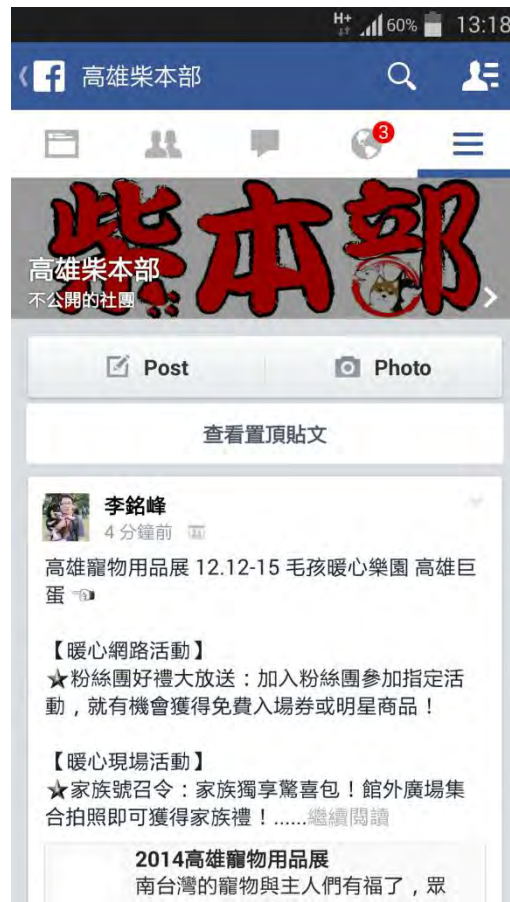 H+ 60% 13:18
高雄柴本部
3
柴本部
高雄柴本部
不公開的社團
Post Photo
查看置頂貼文
李銘峰
4 分鐘前
高雄寵物用品展 12.12-15 毛孩暖心樂園 高雄巨
蛋
【暖心網路活動】
★粉絲團好禮大放送：加入粉絲團參加指定活
動，就有機會獲得免費入場券或明星商品！
【暖心現場活動】
★家族號召令：家族獨享驚喜包！館外廣場集
合拍照即可獲得家族禮！......繼續閱讀
2014高雄寵物用品展
南台灣的寵物與主人們有福了，眾